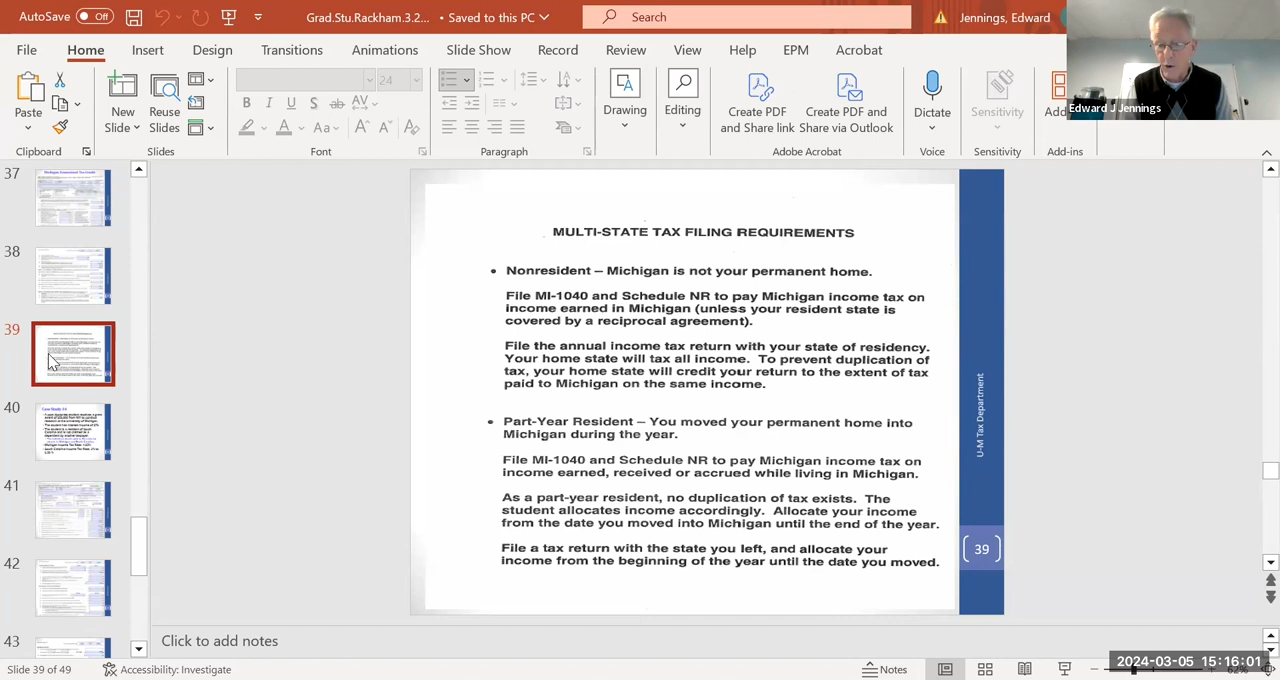 AutoSave Off Grad.Stu.Rackham.3.2... • Saved to this PC Search Jennings, Edward
File Home Insert Design Transitions Animations Slide Show Record Review View Help EPM Acrobat
Edward J Jennings
Paste New Slide Reuse Slides 24 B I U S ab AV Aa A A A Drawing Editing Create PDF and Share link Create PDF and Share via Outlook Dictate Sensitivity
Clipboard Slides Font Paragraph Adobe Acrobat Voice Sensitivity Add-ins
37
38
39
40
Case Study #4
41
42
43
MULTI-STATE TAX FILING REQUIREMENTS
• Nonresident – Michigan is not your permanent home.
File MI-1040 and Schedule NR to pay Michigan income tax on
income earned in Michigan (unless your resident state is
covered by a reciprocal agreement).
File the annual income tax return with your state of residency.
Your home state will tax all income. To prevent duplication of
tax, your home state will credit your return to the extent of tax
paid to Michigan on the same income.
• Part-Year Resident – You moved your permanent home into
Michigan during the year.
File MI-1040 and Schedule NR to pay Michigan income tax on
income earned, received or accrued while living in Michigan.
As a part-year resident, no duplication of tax exists. The
student allocates income accordingly. Allocate your income
from the date you moved into Michigan until the end of the year.
File a tax return with the state you left, and allocate your
income from the beginning of the year until the date you moved.
U-M Tax Department
39
Click to add notes
Slide 39 of 49 Accessibility: Investigate Notes
2024-03-05 15:16:01